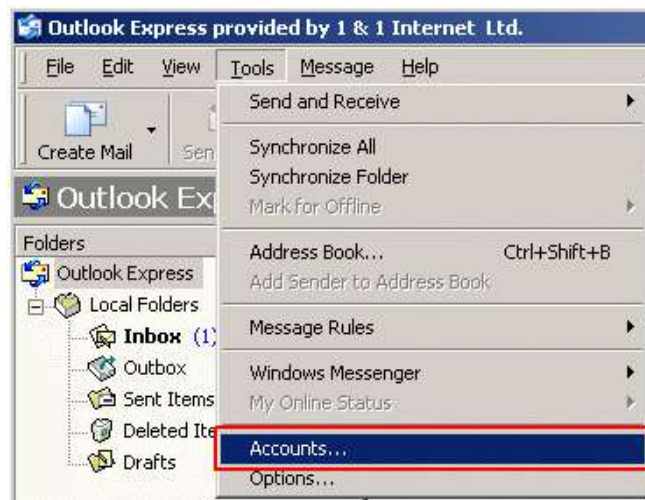 Outlook Express provided by 1 & 1 Internet Ltd.
File Edit View Tools Message Help
Create Mail
Outlook
Folders
Outlook Express
Local Folders
Inbox (1)
Outbox
Sent Items
Deleted
Drafts
Send and Receive
Synchronize All
Synchronize Folder
Mark for Offline
Address Book... Ctrl+Shift+B
Add Sender to Address Book
Message Rules
Windows Messenger
My Online Status
Accounts...
Options...